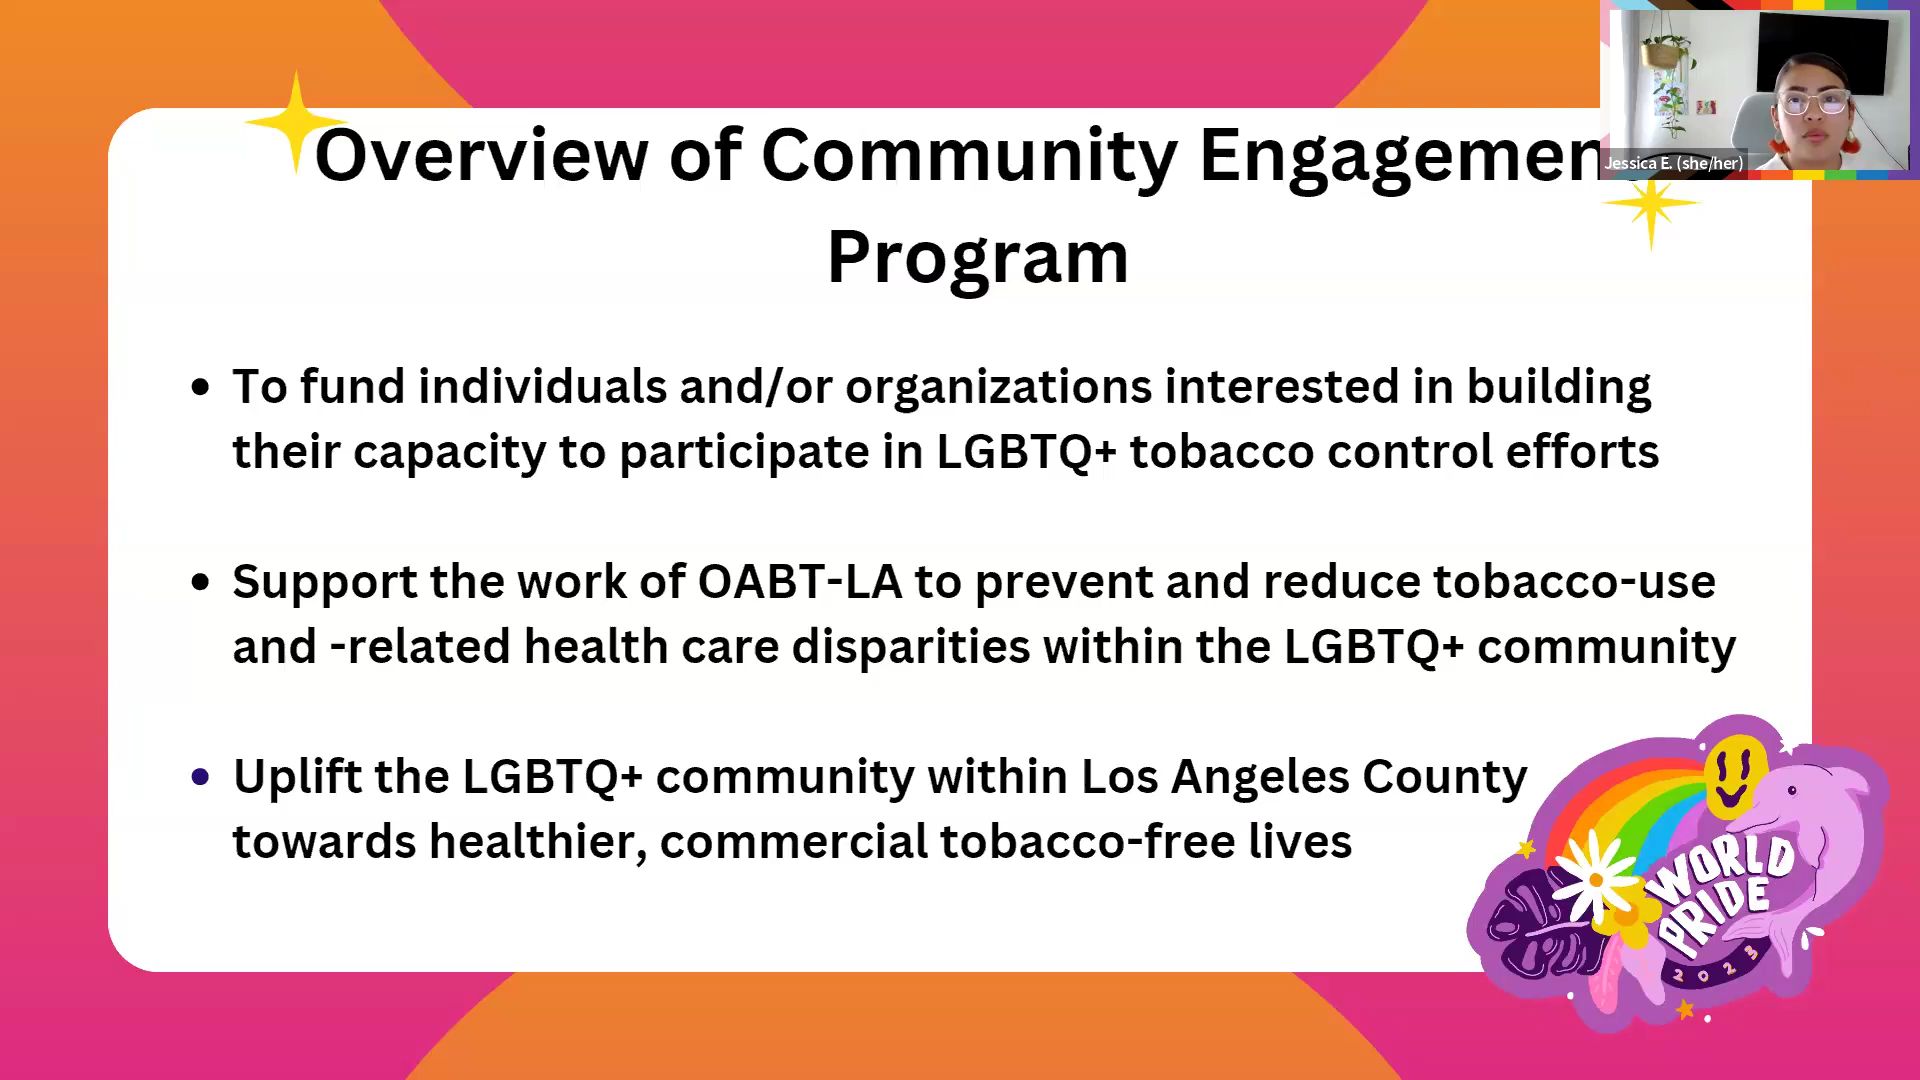 Overview of Community Engagemen
Program
Jessica E. (she/her)
• To fund individuals and/or organizations interested in building
their capacity to participate in LGBTQ+ tobacco control efforts
• Support the work of OABT-LA to prevent and reduce tobacco-use
and -related health care disparities within the LGBTQ+ community
• Uplift the LGBTQ+ community within Los Angeles County
towards healthier, commercial tobacco-free lives
WORLD
PRIDE
2023